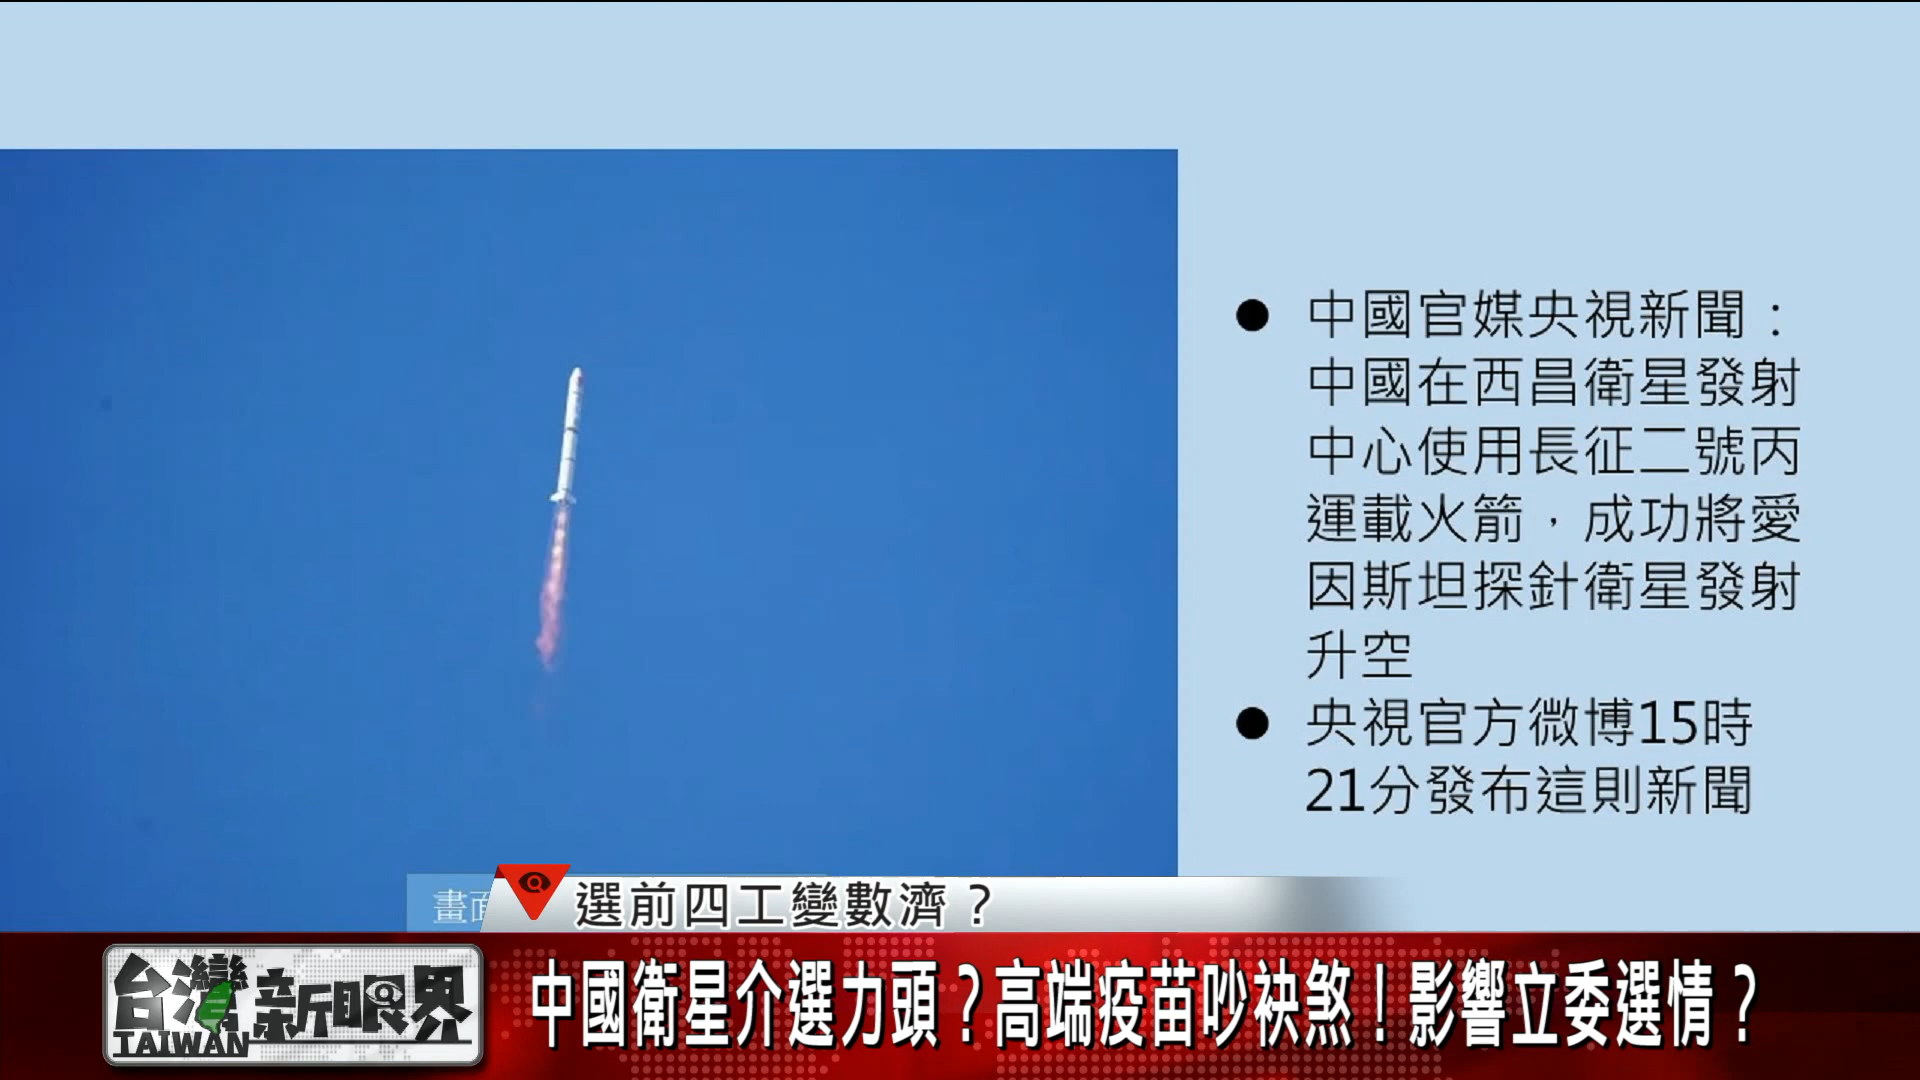 中國官媒央視新聞：
中國在西昌衛星發射
中心使用長征二號丙
運載火箭，成功將愛
因斯坦探針衛星發射
升空
央視官方微博15時
21分發布這則新聞
畫面
選前四工變數濟？
台灣新眼界
TAIWAN
中國衛星介選力頭？高端疫苗吵袂煞！影響立委選情？